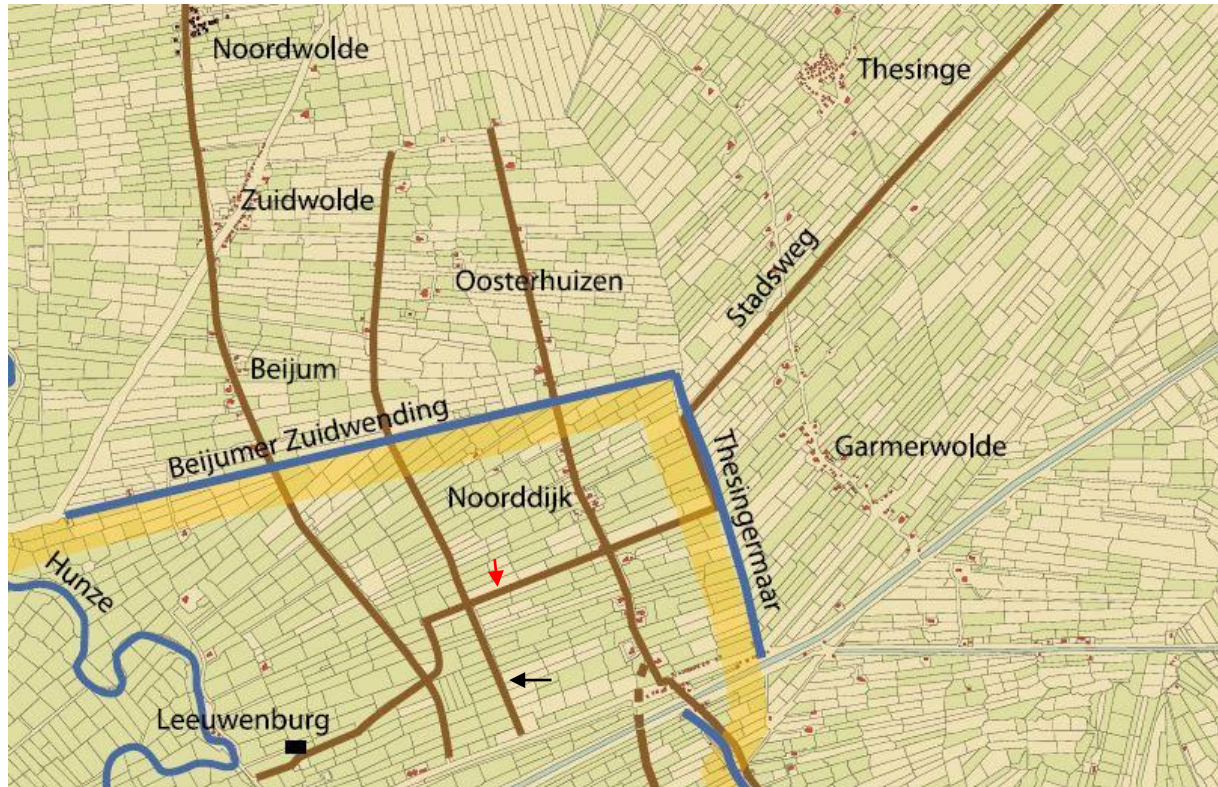 Noordwolde
Thesinge
Zuidwolde
Stadsweg
Oosterhuizen
Beijum
Beijumer Zuidwending
Thesingermaar
Garmerwolde
Noorddijk
Hunze
Leeuwenburg